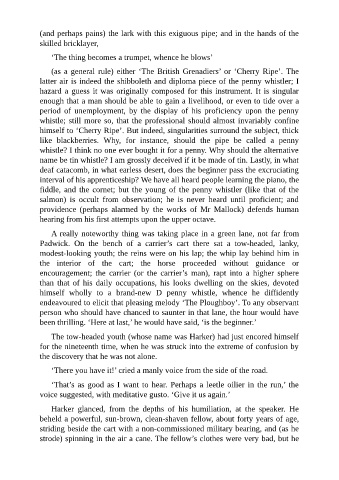 (and perhaps pains) the lark with this exiguous pipe; and in the hands of the
skilled bricklayer,
‘The thing becomes a trumpet, whence he blows’
(as a general rule) either ‘The British Grenadiers’ or ‘Cherry Ripe’. The
latter air is indeed the shibboleth and diploma piece of the penny whistler; I
hazard a guess it was originally composed for this instrument. It is singular
enough that a man should be able to gain a livelihood, or even to tide over a
period of unemployment, by the display of his proficiency upon the penny
whistle; still more so, that the professional should almost invariably confine
himself to ‘Cherry Ripe’. But indeed, singularities surround the subject, thick
like blackberries. Why, for instance, should the pipe be called a penny
whistle? I think no one ever bought it for a penny. Why should the alternative
name be tin whistle? I am grossly deceived if it be made of tin. Lastly, in what
deaf catacomb, in what earless desert, does the beginner pass the excruciating
interval of his apprenticeship? We have all heard people learning the piano, the
fiddle, and the cornet; but the young of the penny whistler (like that of the
salmon) is occult from observation; he is never heard until proficient; and
providence (perhaps alarmed by the works of Mr Mallock) defends human
hearing from his first attempts upon the upper octave.
A really noteworthy thing was taking place in a green lane, not far from
Padwick. On the bench of a carrier’s cart there sat a tow-headed, lanky,
modest-looking youth; the reins were on his lap; the whip lay behind him in
the interior of the cart; the horse proceeded without guidance or
encouragement; the carrier (or the carrier’s man), rapt into a higher sphere
than that of his daily occupations, his looks dwelling on the skies, devoted
himself wholly to a brand-new D penny whistle, whence he diffidently
endeavoured to elicit that pleasing melody ‘The Ploughboy’. To any observant
person who should have chanced to saunter in that lane, the hour would have
been thrilling. ‘Here at last,’ he would have said, ‘is the beginner.’
The tow-headed youth (whose name was Harker) had just encored himself
for the nineteenth time, when he was struck into the extreme of confusion by
the discovery that he was not alone.
‘There you have it!’ cried a manly voice from the side of the road.
‘That’s as good as I want to hear. Perhaps a leetle oilier in the run,’ the
voice suggested, with meditative gusto. ‘Give it us again.’
Harker glanced, from the depths of his humiliation, at the speaker. He
beheld a powerful, sun-brown, clean-shaven fellow, about forty years of age,
striding beside the cart with a non-commissioned military bearing, and (as he
strode) spinning in the air a cane. The fellow’s clothes were very bad, but he